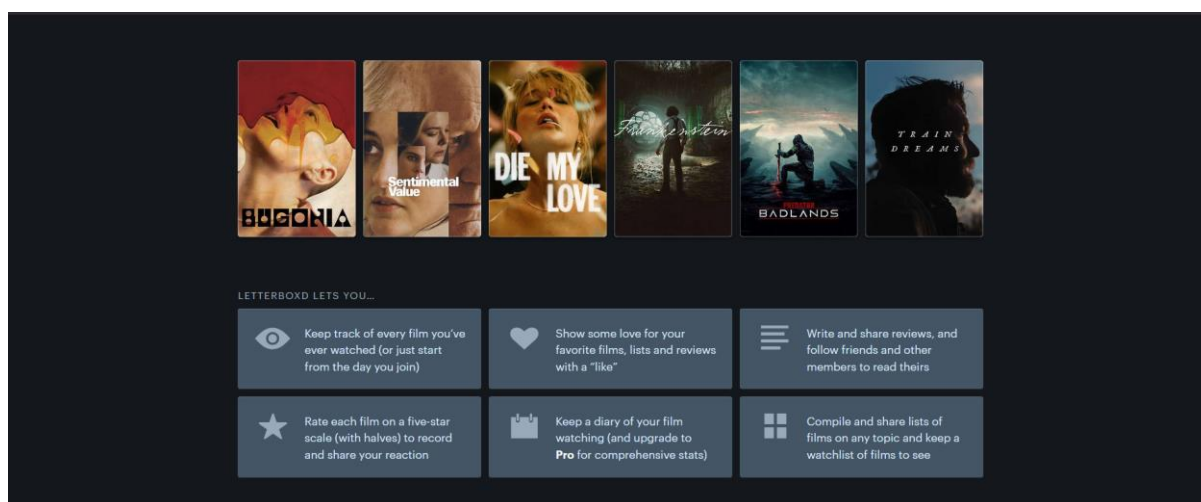 BUGONIA
Sentimental
Value
DIE MY
LOVE
Frankenstein
PREDATOR
BADLANDS
TRAIN
DREAMS
LETTERBOXD LETS YOU...
Keep track of every film you’ve
ever watched (or just start
from the day you join)
Show some love for your
favorite films, lists and reviews
with a “like”
Write and share reviews, and
follow friends and other
members to read theirs
Rate each film on a five-star
scale (with halves) to record
and share your reaction
Keep a diary of your film
watching (and upgrade to
Pro for comprehensive stats)
Compile and share lists of
films on any topic and keep a
watchlist of films to see